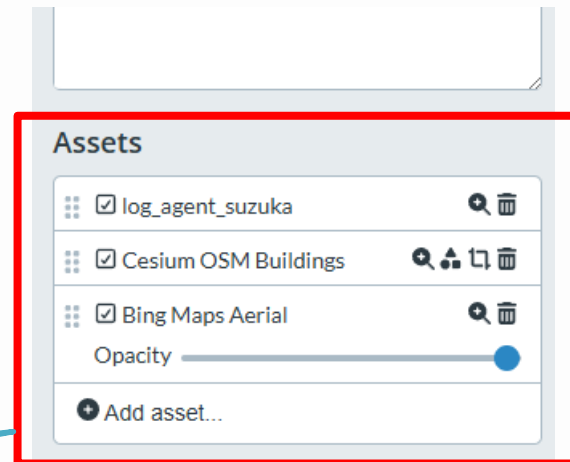 Assets
log_agent_suzuka
Cesium OSM Buildings
Bing Maps Aerial
Opacity
Add asset...